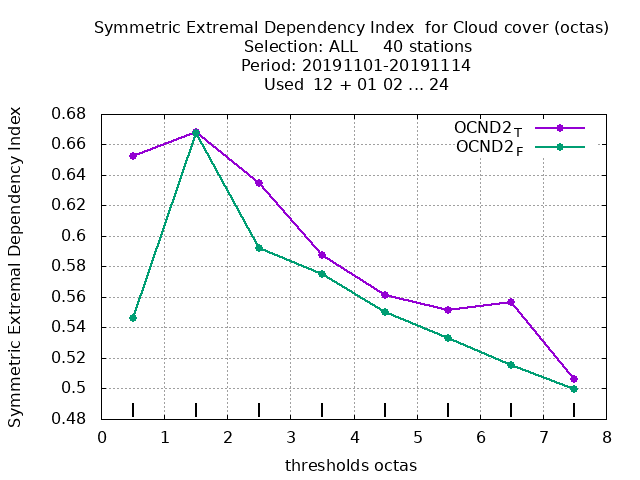 Symmetric Extremal Dependency Index  for Cloud cover (octas)
Selection: ALL     40 stations
Period: 20191101-20191114
Used  12 + 01 02 ... 24
Symmetric Extremal Dependency Index
0.68
0.66
0.64
0.62
0.6
0.58
0.56
0.54
0.52
0.5
0.48
OCND2T
OCND2F
0 1 2 3 4 5 6 7 8
thresholds octas